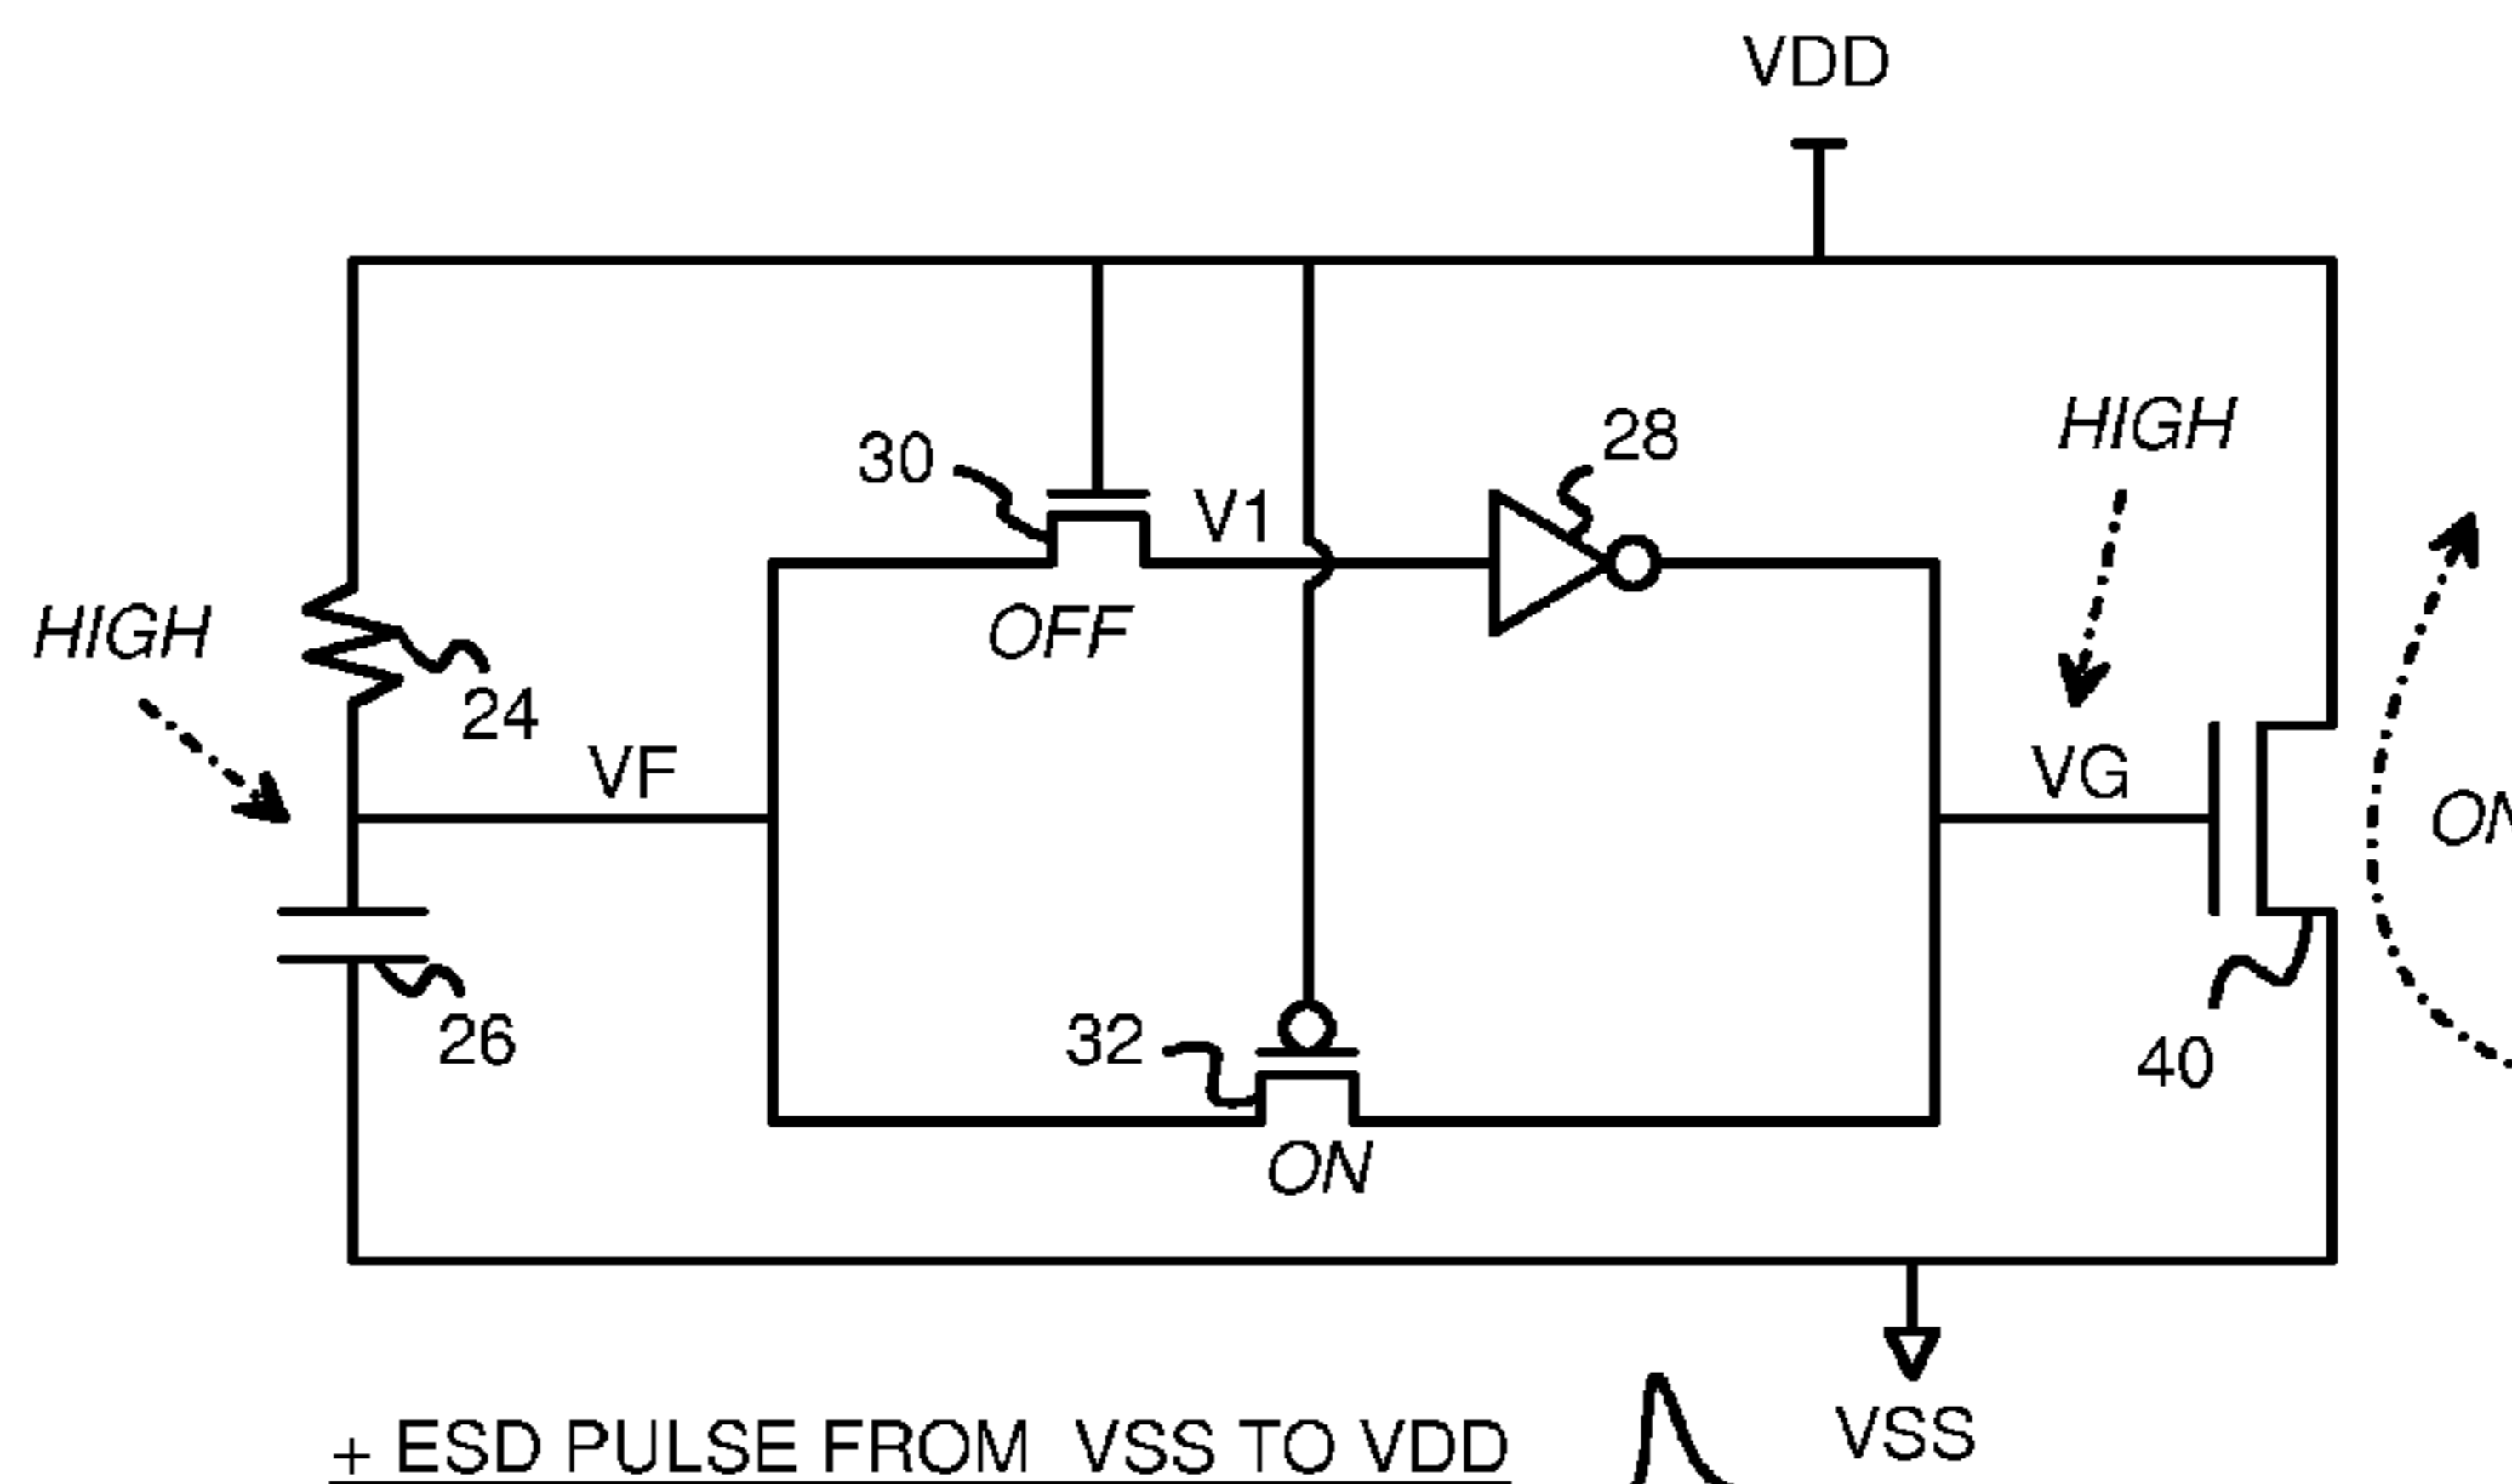 VDD
HIGH
28
30
V1
HIGH
OFF
24
VF
VG
ON
26
32
40
ON
VSS
+ ESD PULSE FROM VSS TO VDD